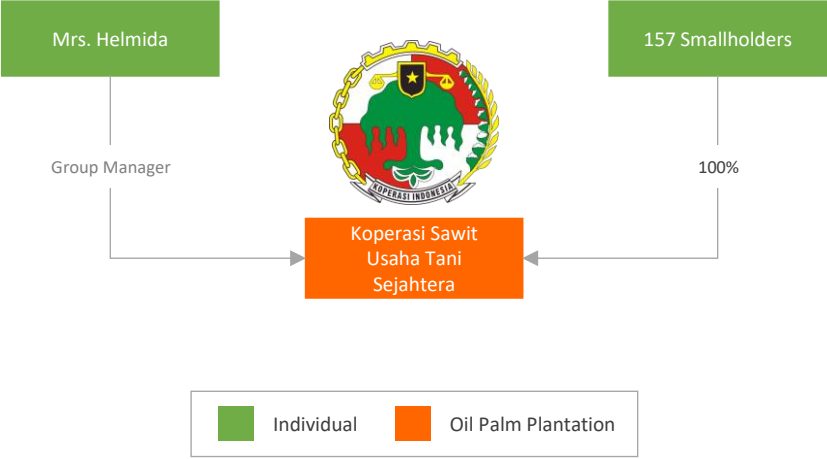 Mrs. Helmida
157 Smallholders
KOPERASI INDONESIA
Group Manager
100%
Koperasi Sawit
Usaha Tani
Sejahtera
Individual
Oil Palm Plantation